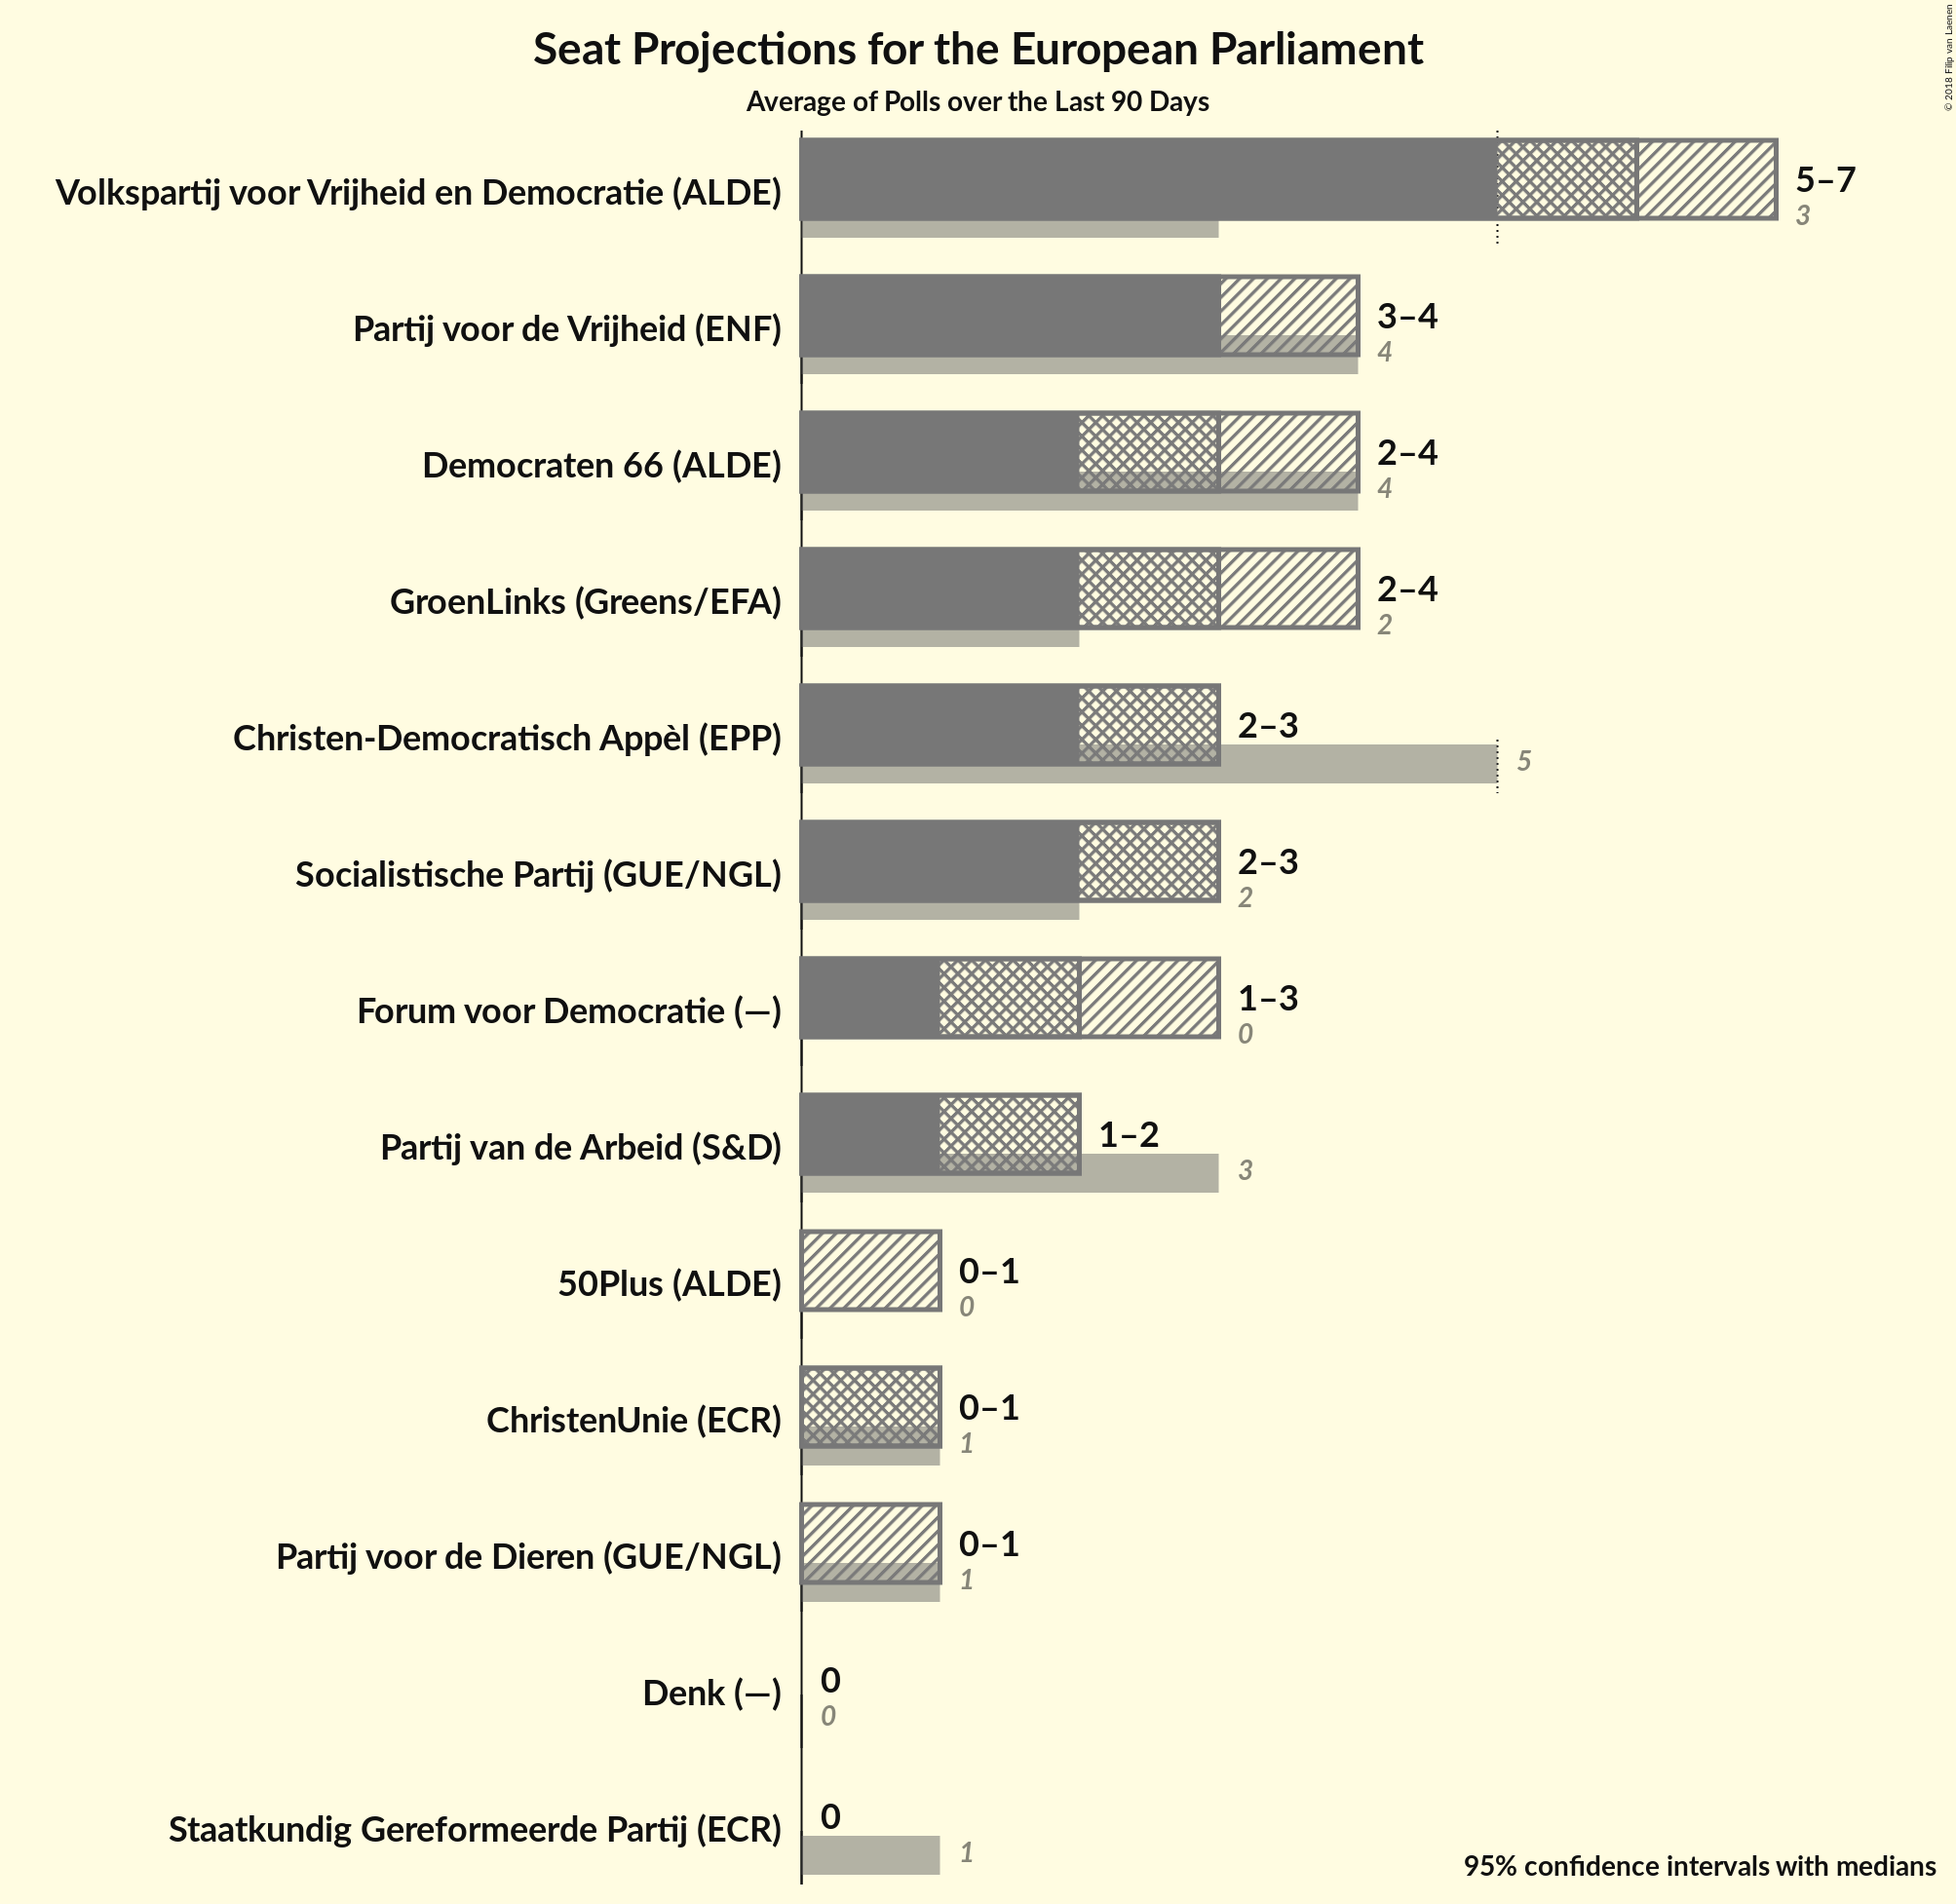 Seat Projections for the European Parliament
Average of Polls over the Last 90 Days
© 2018 Filip van Laenen
Volkspartij voor Vrijheid en Democratie (ALDE)
5–7
3
Partij voor de Vrijheid (ENF)
3–4
4
Democraten 66 (ALDE)
2–4
4
GroenLinks (Greens/EFA)
2–4
2
Christen-Democratisch Appèl (EPP)
2–3
5
Socialistische Partij (GUE/NGL)
2–3
2
Forum voor Democratie (—)
1–3
0
Partij van de Arbeid (S&D)
1–2
3
50Plus (ALDE)
0–1
0
ChristenUnie (ECR)
0–1
1
Partij voor de Dieren (GUE/NGL)
0–1
1
Denk (—)
0
0
Staatkundig Gereformeerde Partij (ECR)
0
1
95% confidence intervals with medians